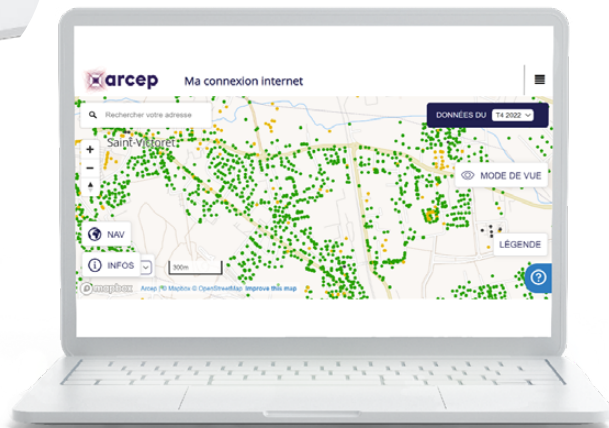 arcep
Ma connexion internet
Rechercher votre adresse
DONNÉES DU T4 2022
Saint-Victoret
+
−
MODE DE VUE
NAV
LÉGENDE
INFOS
300m
?
mapbox
Arcep | © Mapbox © OpenStreetMap Improve this map